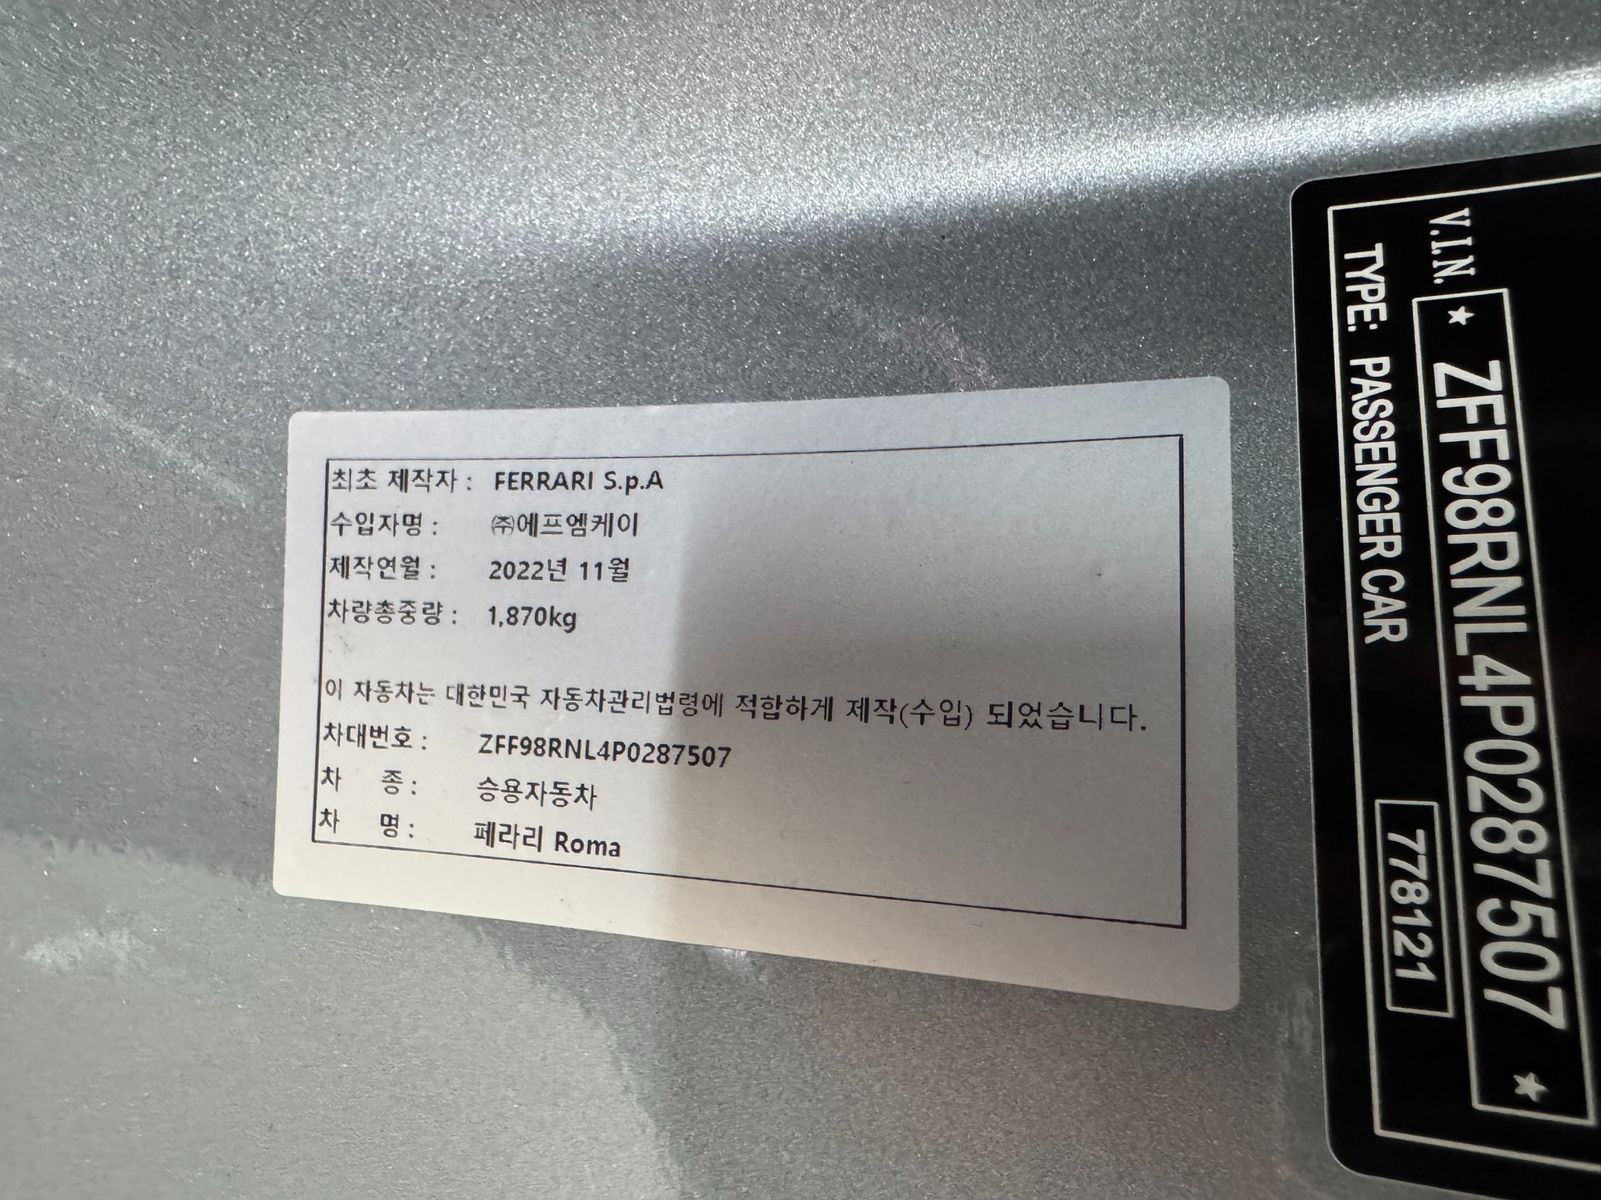 최초 제작자 : FERRARI S.p.A
수입자명 : ㈜에프엠케이
제작연월 : 2022년 11월
차량총중량 : 1,870kg
이 자동차는 대한민국 자동차관리법령에 적합하게 제작(수입) 되었습니다.
차대번호 : ZFF98RNL4P0287507
차 종 : 승용자동차
차 명 : 페라리 Roma
V.I.N. ★ ZFF98RNL4P0287507 ★
TYPE: PASSENGER CAR 778121